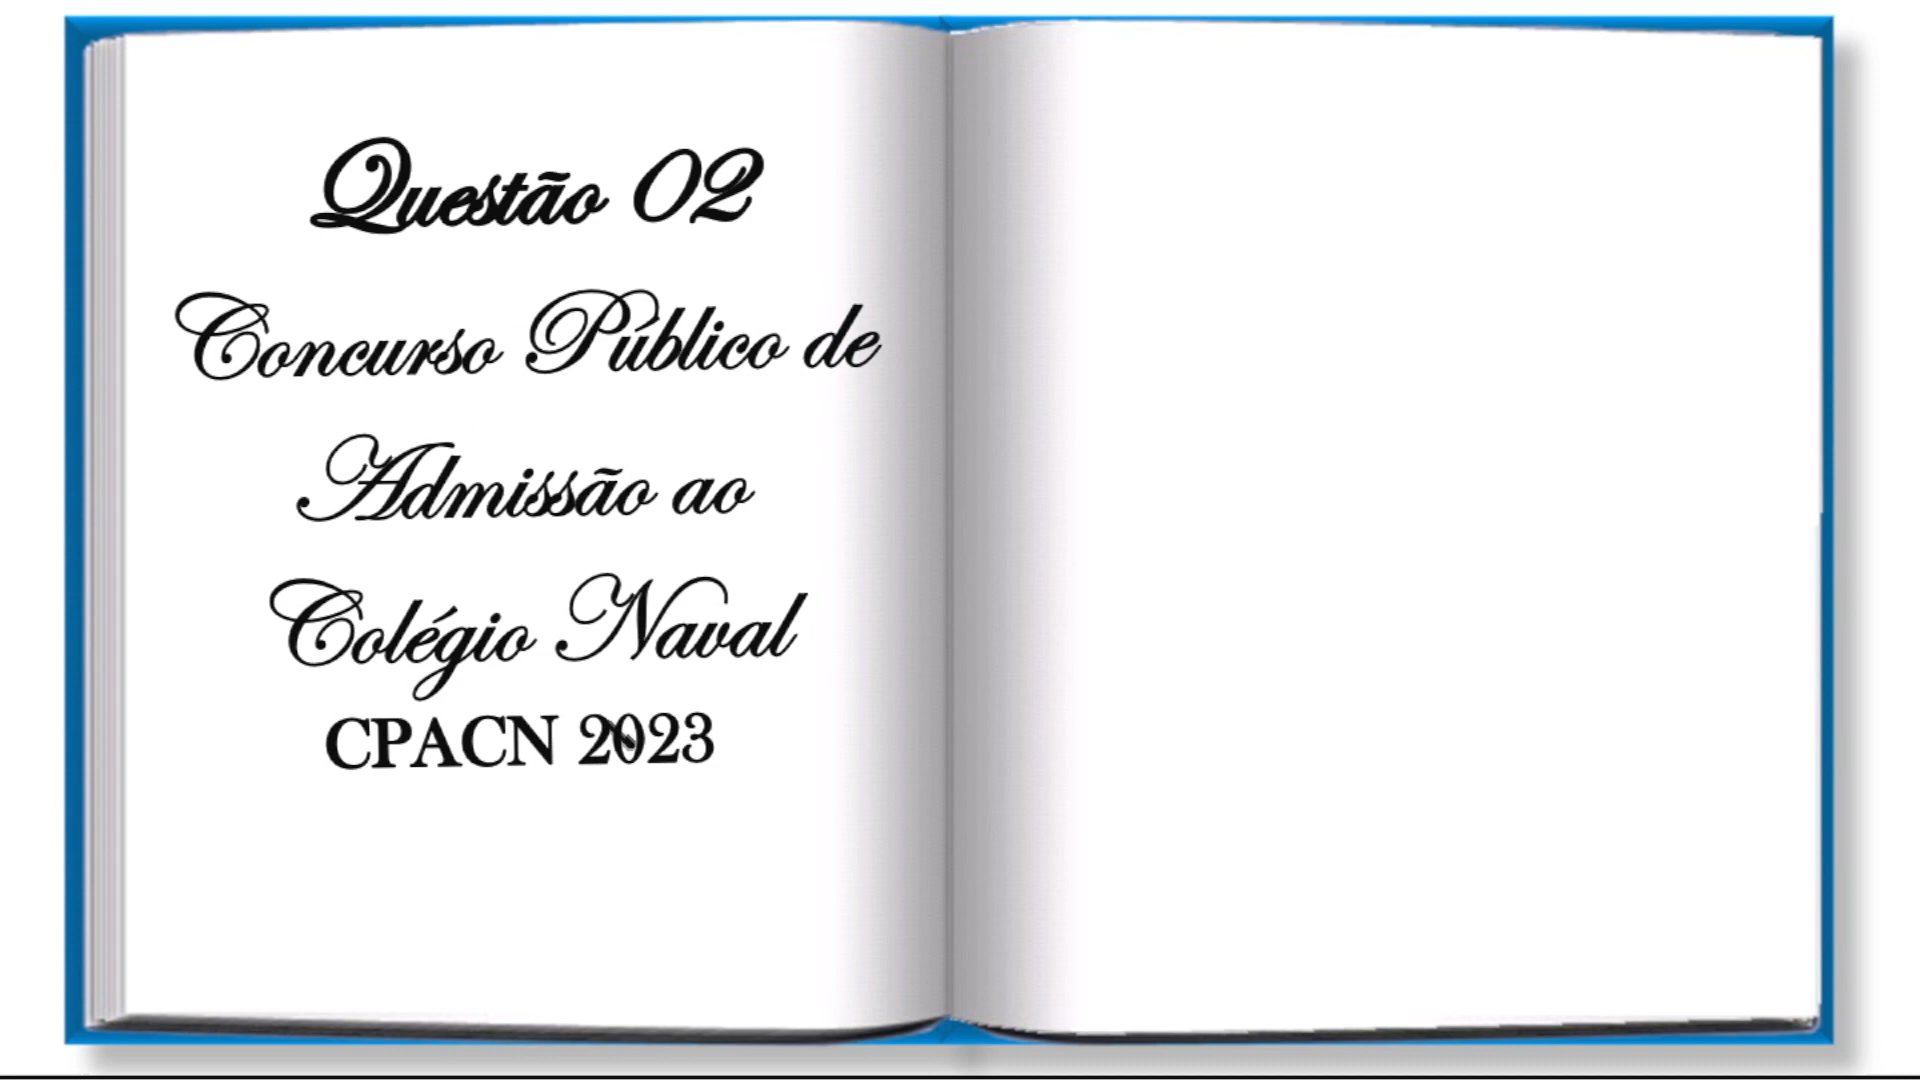 Questão 02
Concurso Público de
Admissão ao
Colégio Naval
CPACN 2023